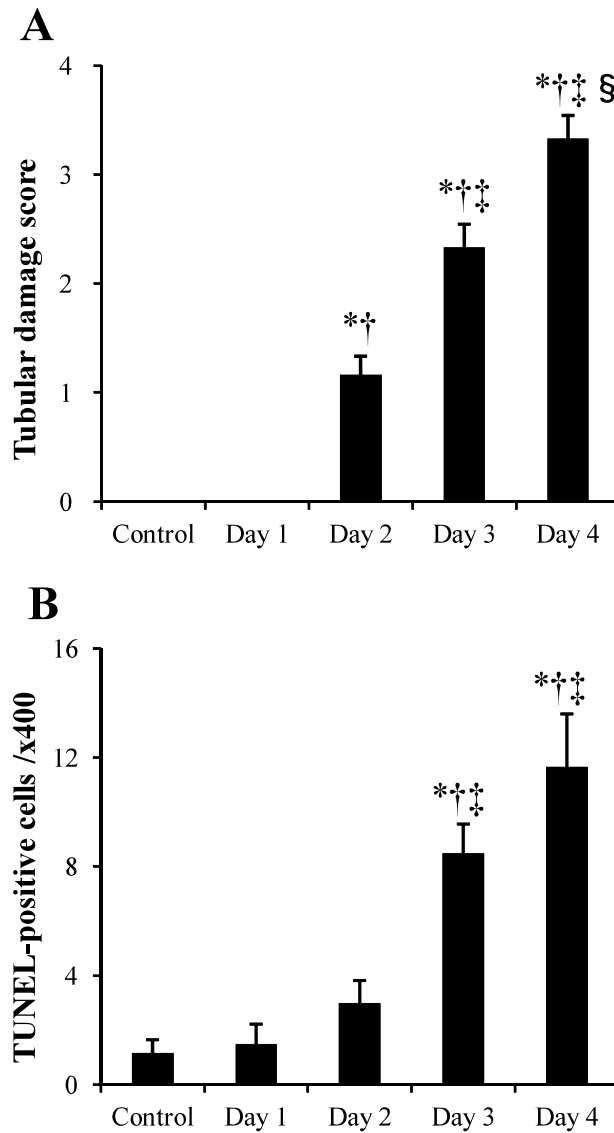 A
Tubular damage score
4
3
2
1
0
*†
*†‡
*†‡ §
Control Day 1 Day 2 Day 3 Day 4
B
TUNEL-positive cells /x400
16
12
8
4
0
*†‡
*†‡
Control Day 1 Day 2 Day 3 Day 4